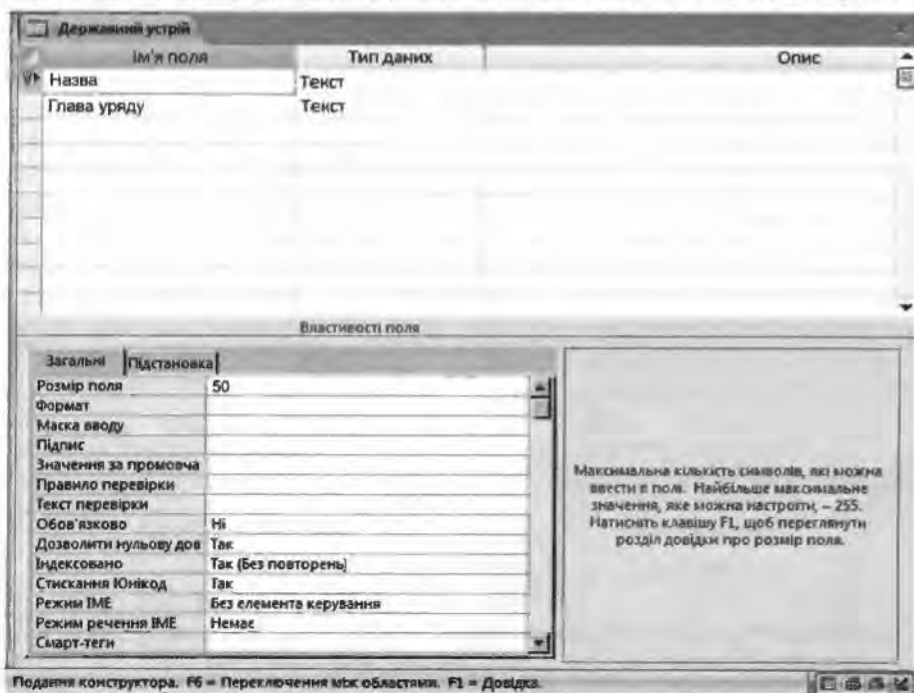 Державний устрій
Ім'я поля Тип даних Опис
Назва Текст
Глава уряду Текст
Властивості поля
Загальні Підстановка
Розмір поля 50
Формат
Маска вводу
Підпис
Значення за промовча
Правило перевірки
Текст перевірки
Обов'язково Ні
Дозволити нульову дов Так
Індексовано Так (Без повторень)
Стискання Юнікод Так
Режим IME Без елемента керування
Режим речення IME Немає
Смарт-теги
Максимальна кількість символів, які можна
ввести в полі. Найбільше максимальне
значення, яке можна настроїти, – 255.
Натисніть клавішу F1, щоб переглянути
розділ довідки про розмір поля.
Подання конструктора. F6 = Переключення між областями. F1 = Довідка.